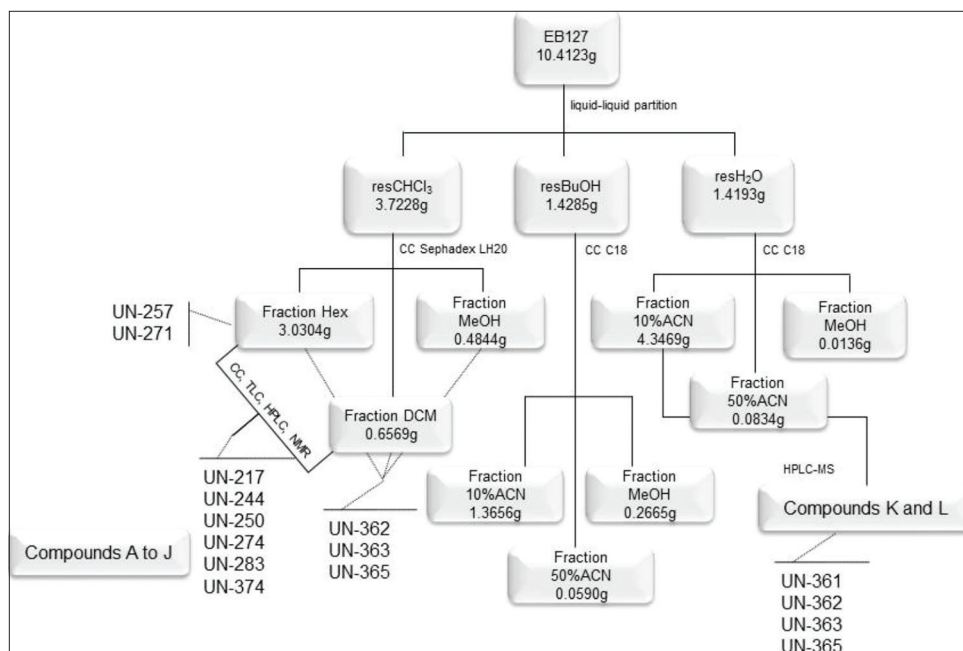 EB127
10.4123g
liquid-liquid partition
resCHCl₃
3.7228g
resBuOH
1.4285g
resH₂O
1.4193g
CC Sephadex LH20
CC C18
CC C18
UN-257
UN-271
Fraction Hex
3.0304g
Fraction
MeOH
0.4844g
Fraction
10%ACN
4.3469g
Fraction
MeOH
0.0136g
CC, TLC, HPLC, NMR
Fraction DCM
0.6569g
Fraction
50%ACN
0.0834g
HPLC-MS
Fraction
10%ACN
1.3656g
Fraction
MeOH
0.2665g
Compounds K and L
Compounds A to J
UN-217
UN-244
UN-250
UN-274
UN-283
UN-374
UN-362
UN-363
UN-365
Fraction
50%ACN
0.0590g
UN-361
UN-362
UN-363
UN-365